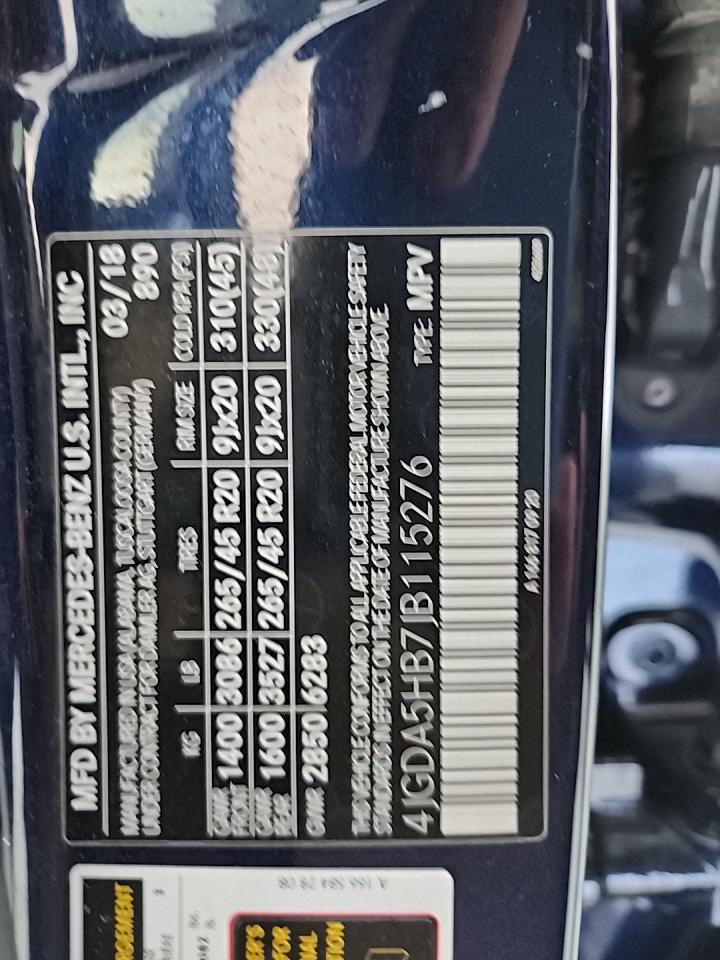 MFD BY MERCEDES-BENZ U.S. INTL., INC
MANUFACTURED IN USA (ALABAMA, TUSCALOOSA COUNTY) 03/18
UNDER CONTRACT FOR DAIMLER AG, STUTTGART (GERMANY) 890
KG LB TIRES RIM SIZE COLD KPA(PSI)
GAWR FRONT 1400 3086 265/45 R20 9Jx20 310(45)
GAWR REAR 1600 3527 265/45 R20 9Jx20 330(48)
GVWR 2850 6283
THIS VEHICLE CONFORMS TO ALL APPLICABLE FEDERAL MOTOR VEHICLE SAFETY
STANDARDS IN EFFECT ON THE DATE OF MANUFACTURE SHOWN ABOVE.
4JGDA5HB7JB115276 TYPE: MPV
A 166 584 28 08